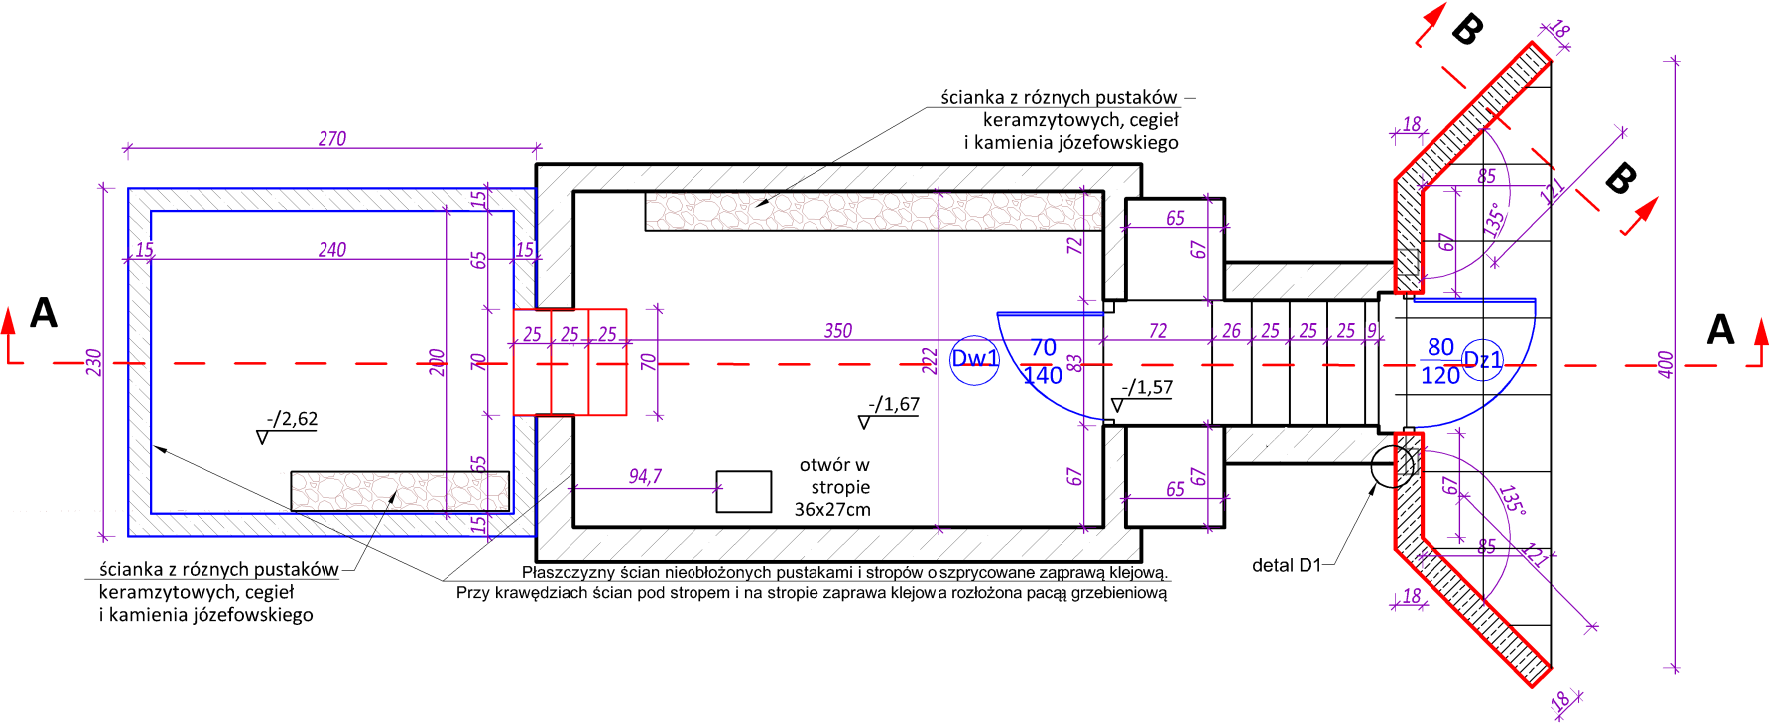 B
18
ścianka z róznych pustaków
keramzytowych, cegieł
i kamienia józefowskiego
18
270
B
85
121
15
65
72
67
135°
67
15
240
15
65
A
A
25
25
25
350
72
26
25
25
25
9
230
200
70
70
222
Dw1
70
140
83
80
120
Dz1
400
-/1,57
-/1,67
-/2,62
65
94,7
otwór w
stropie
36x27cm
67
67
65
67
135°
15
85
121
detal D1
ścianka z róznych pustaków
keramzytowych, cegieł
i kamienia józefowskiego
Płaszczyzny ścian nieobłożonych pustakami i stropów oszprycowane zaprawą klejową.
Przy krawędziach ścian pod stropem i na stropie zaprawa klejowa rozłożona pacą grzebieniową
18
18